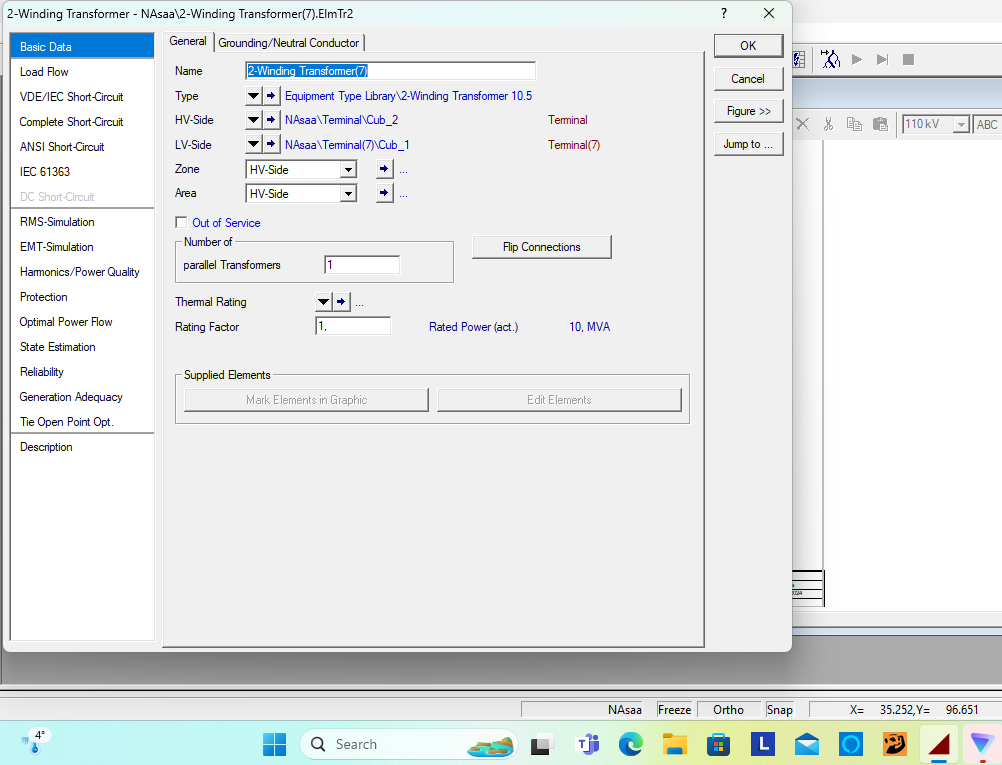 2-Winding Transformer - NAsaa\2-Winding Transformer(7).ElmTr2
?
Basic Data
Load Flow
VDE/IEC Short-Circuit
Complete Short-Circuit
ANSI Short-Circuit
IEC 61363
DC Short-Circuit
RMS-Simulation
EMT-Simulation
Harmonics/Power Quality
Protection
Optimal Power Flow
State Estimation
Reliability
Generation Adequacy
Tie Open Point Opt.
Description
General
Grounding/Neutral Conductor
Name 2-Winding Transformer(7)
Type Equipment Type Library\2-Winding Transformer 10.5
HV-Side NAsaa\Terminal\Cub_2 Terminal
LV-Side NAsaa\Terminal(7)\Cub_1 Terminal(7)
Zone HV-Side ...
Area HV-Side ...
Out of Service
Number of
parallel Transformers 1
Flip Connections
Thermal Rating ...
Rating Factor 1, Rated Power (act.) 10, MVA
Supplied Elements
Mark Elements in Graphic
Edit Elements
OK
Cancel
Figure >>
Jump to ...
110 kV
ABC
NAsaa
Freeze
Ortho
Snap
X= 35.252,Y= 96.651
4°
Search
L